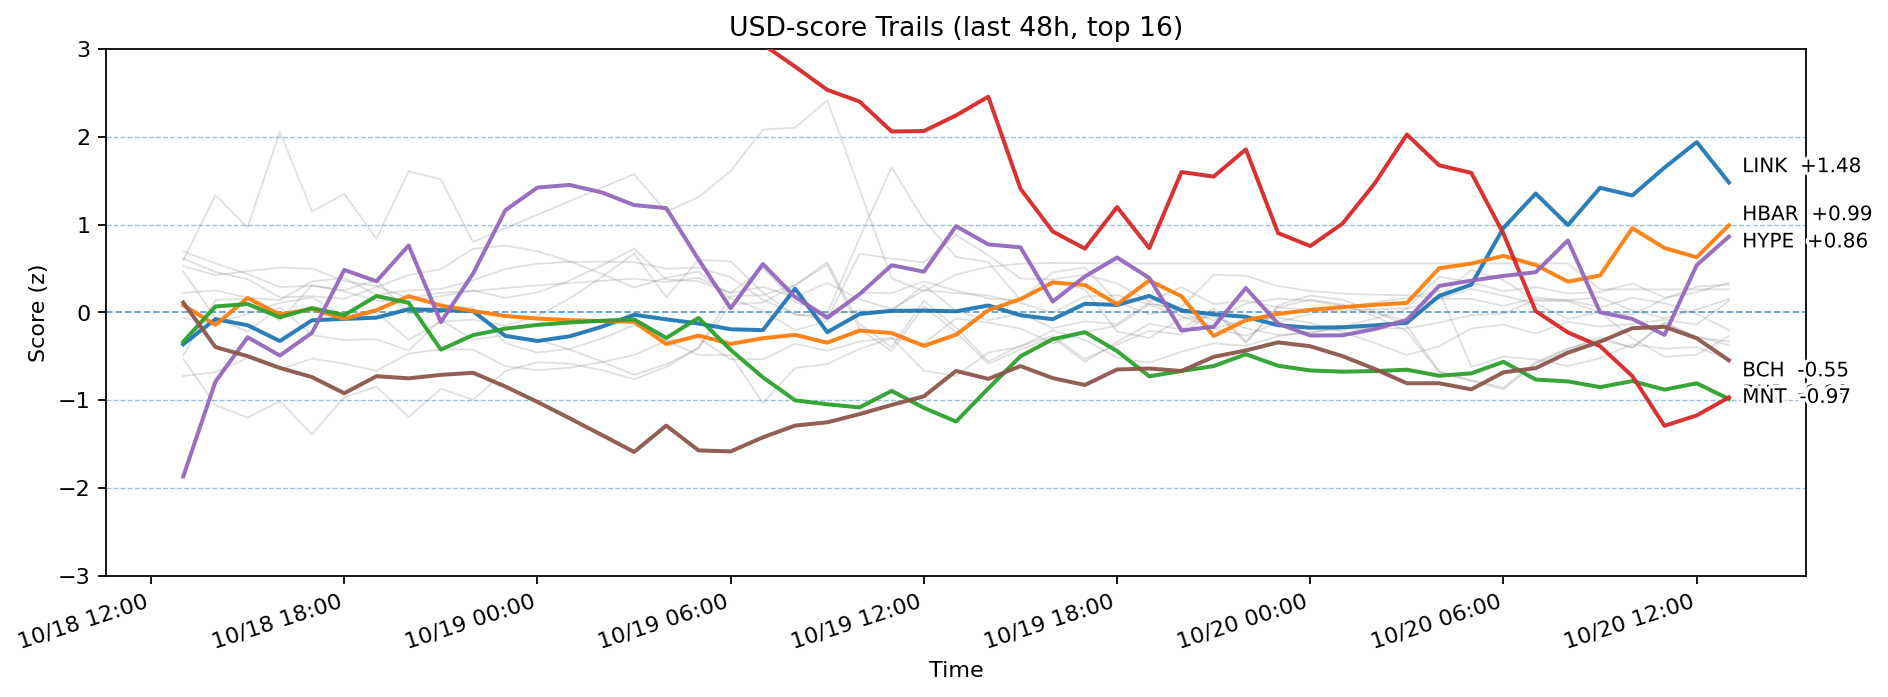 USD-score Trails (last 48h, top 16)
Score (z)
3
2
1
0
−1
−2
−3
LINK +1.48
HBAR +0.99
HYPE +0.86
BCH -0.55
MNT -0.97
10/18 12:00
10/18 18:00
10/19 00:00
10/19 06:00
10/19 12:00
10/19 18:00
10/20 00:00
10/20 06:00
10/20 12:00
Time